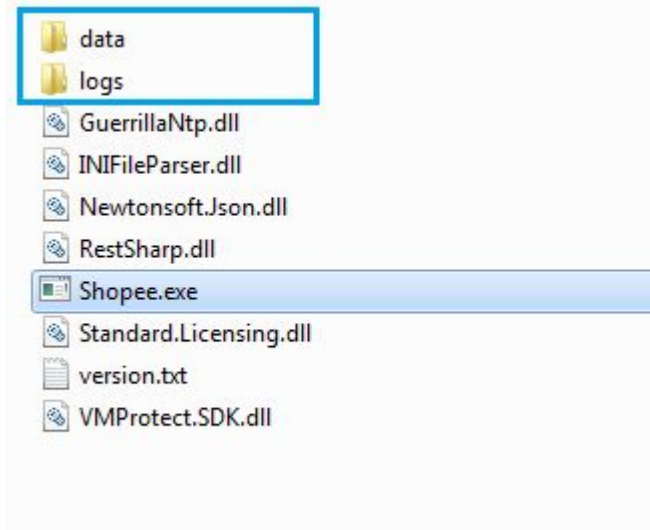 data
logs
GuerrillaNtp.dll
INIFileParser.dll
Newtonsoft.Json.dll
RestSharp.dll
Shopee.exe
Standard.Licensing.dll
version.txt
VMProtect.SDK.dll